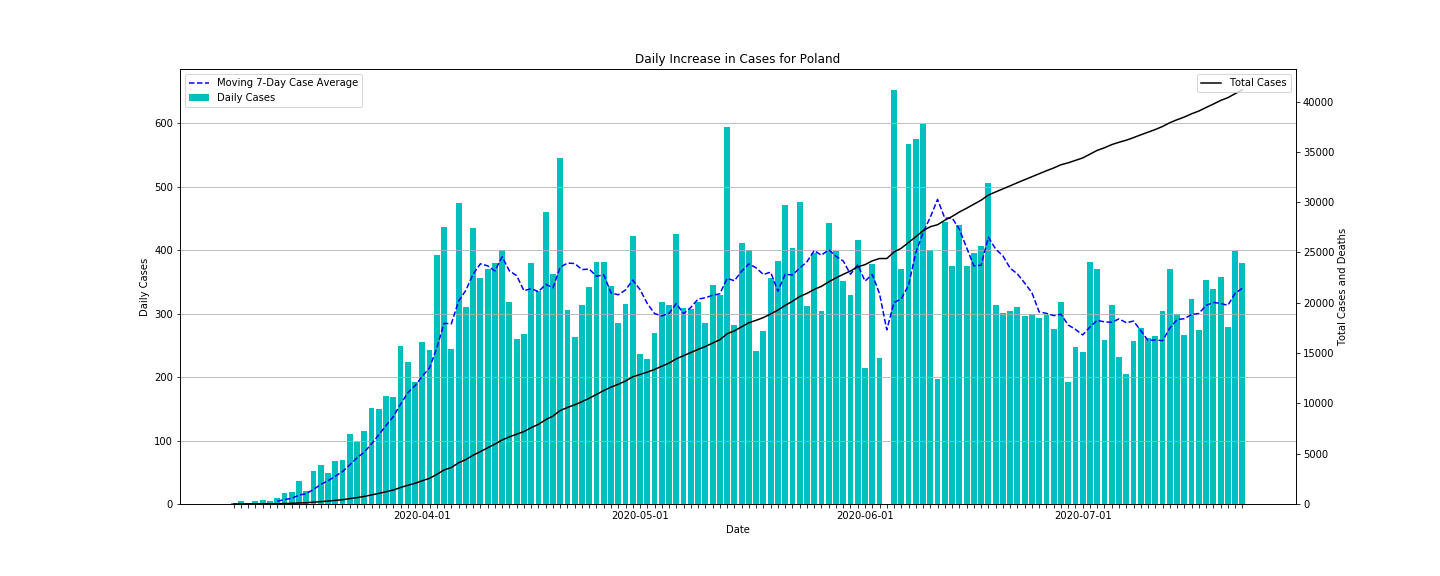 Daily Increase in Cases for Poland
Moving 7-Day Case Average
Daily Cases
Total Cases
600
500
400
300
200
100
0
Daily Cases
40000
35000
30000
25000
20000
15000
10000
5000
0
Total Cases and Deaths
2020-04-01
2020-05-01
2020-06-01
2020-07-01
Date